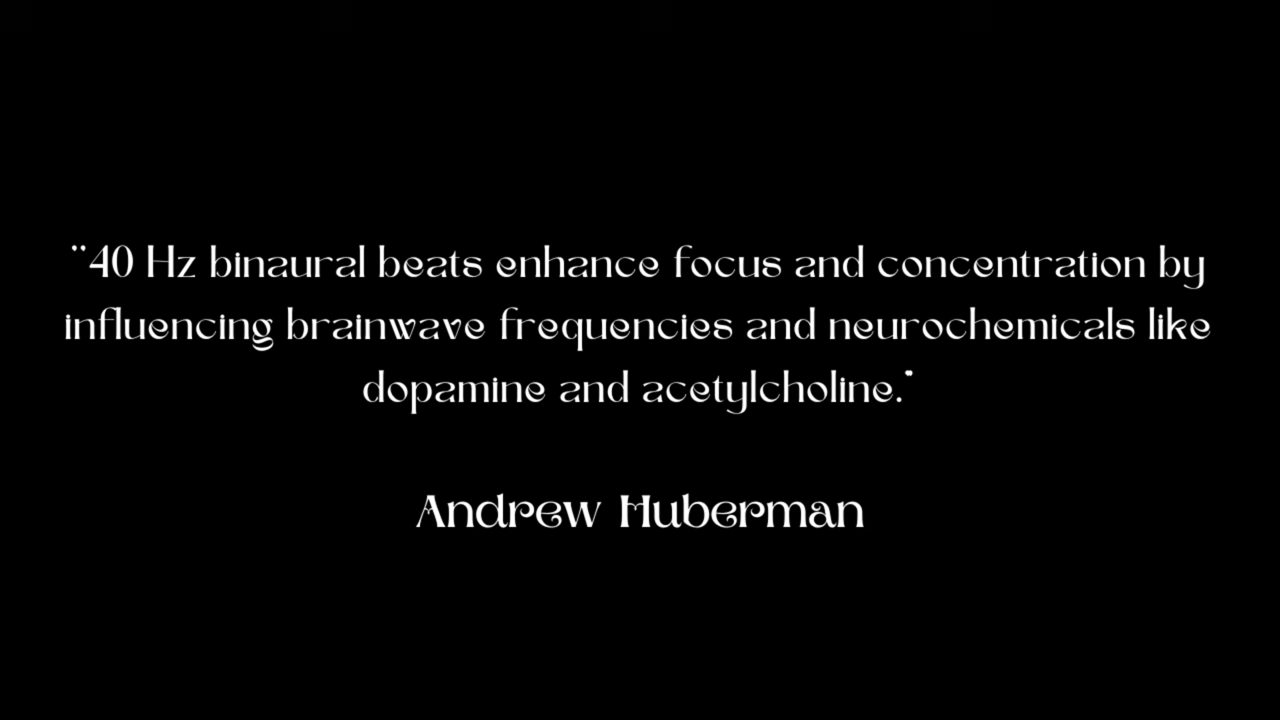 "40 Hz binaural beats enhance focus and concentration by
influencing brainwave frequencies and neurochemicals like
dopamine and acetylcholine."
Andrew Huberman